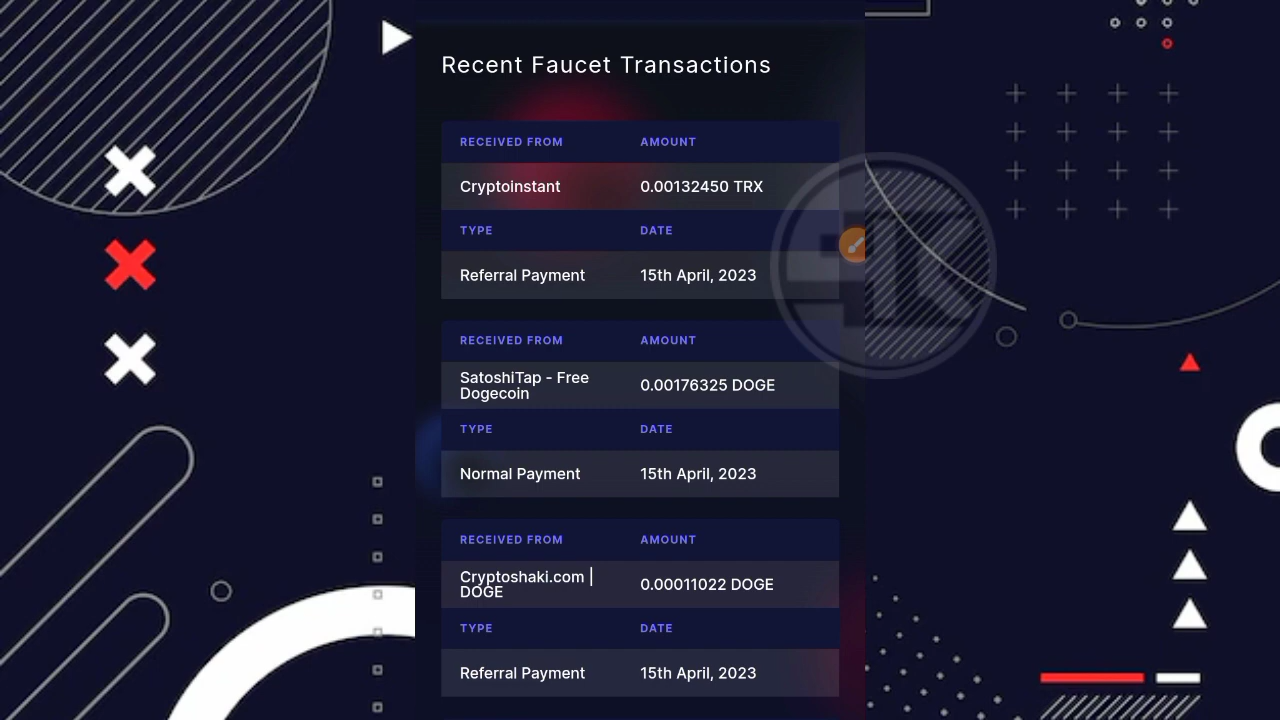 Recent Faucet Transactions
RECEIVED FROM AMOUNT
Cryptoinstant 0.00132450 TRX
TYPE DATE
Referral Payment 15th April, 2023
RECEIVED FROM AMOUNT
SatoshiTap - Free
Dogecoin 0.00176325 DOGE
TYPE DATE
Normal Payment 15th April, 2023
RECEIVED FROM AMOUNT
Cryptoshaki.com |
DOGE 0.00011022 DOGE
TYPE DATE
Referral Payment 15th April, 2023